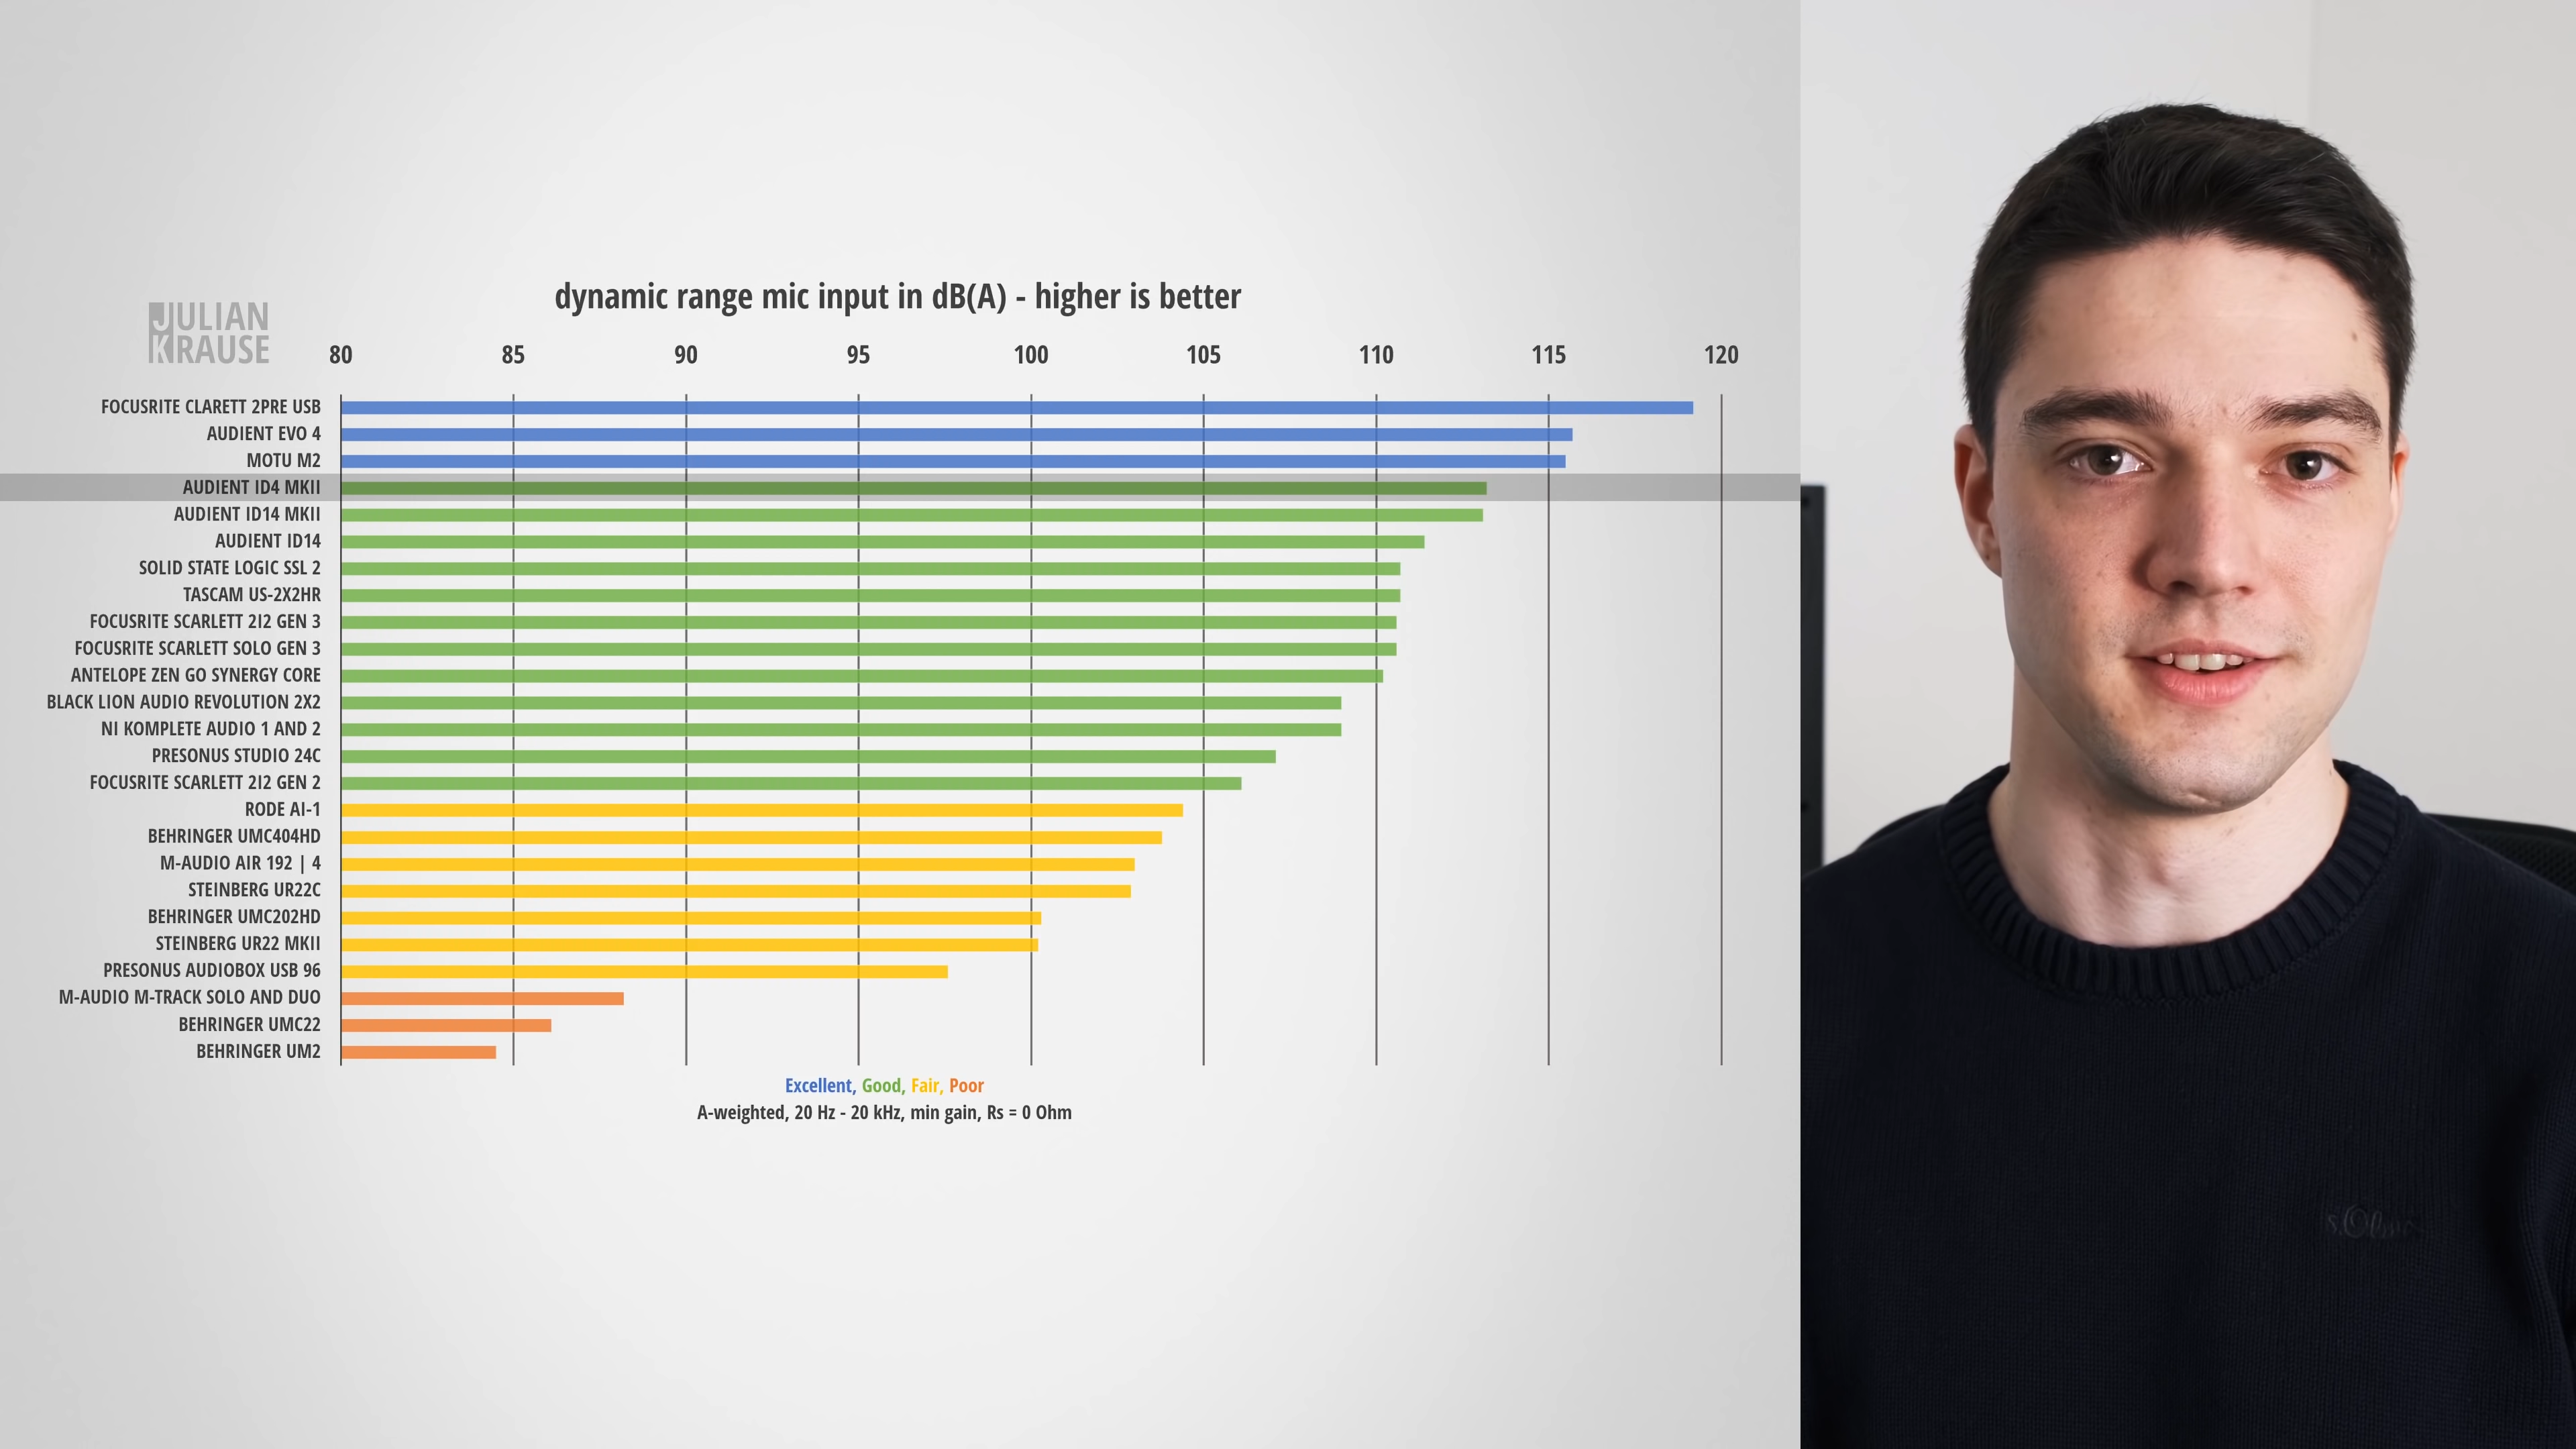 JULIAN
KRAUSE
dynamic range mic input in dB(A) - higher is better
80 85 90 95 100 105 110 115 120
FOCUSRITE CLARETT 2PRE USB
AUDIENT EVO 4
MOTU M2
AUDIENT ID4 MKII
AUDIENT ID14 MKII
AUDIENT ID14
SOLID STATE LOGIC SSL 2
TASCAM US-2X2HR
FOCUSRITE SCARLETT 2I2 GEN 3
FOCUSRITE SCARLETT SOLO GEN 3
ANTELOPE ZEN GO SYNERGY CORE
BLACK LION AUDIO REVOLUTION 2X2
NI KOMPLETE AUDIO 1 AND 2
PRESONUS STUDIO 24C
FOCUSRITE SCARLETT 2I2 GEN 2
RODE AI-1
BEHRINGER UMC404HD
M-AUDIO AIR 192 | 4
STEINBERG UR22C
BEHRINGER UMC202HD
STEINBERG UR22 MKII
PRESONUS AUDIOBOX USB 96
M-AUDIO M-TRACK SOLO AND DUO
BEHRINGER UMC22
BEHRINGER UM2
Excellent, Good, Fair, Poor
A-weighted, 20 Hz - 20 kHz, min gain, Rs = 0 Ohm